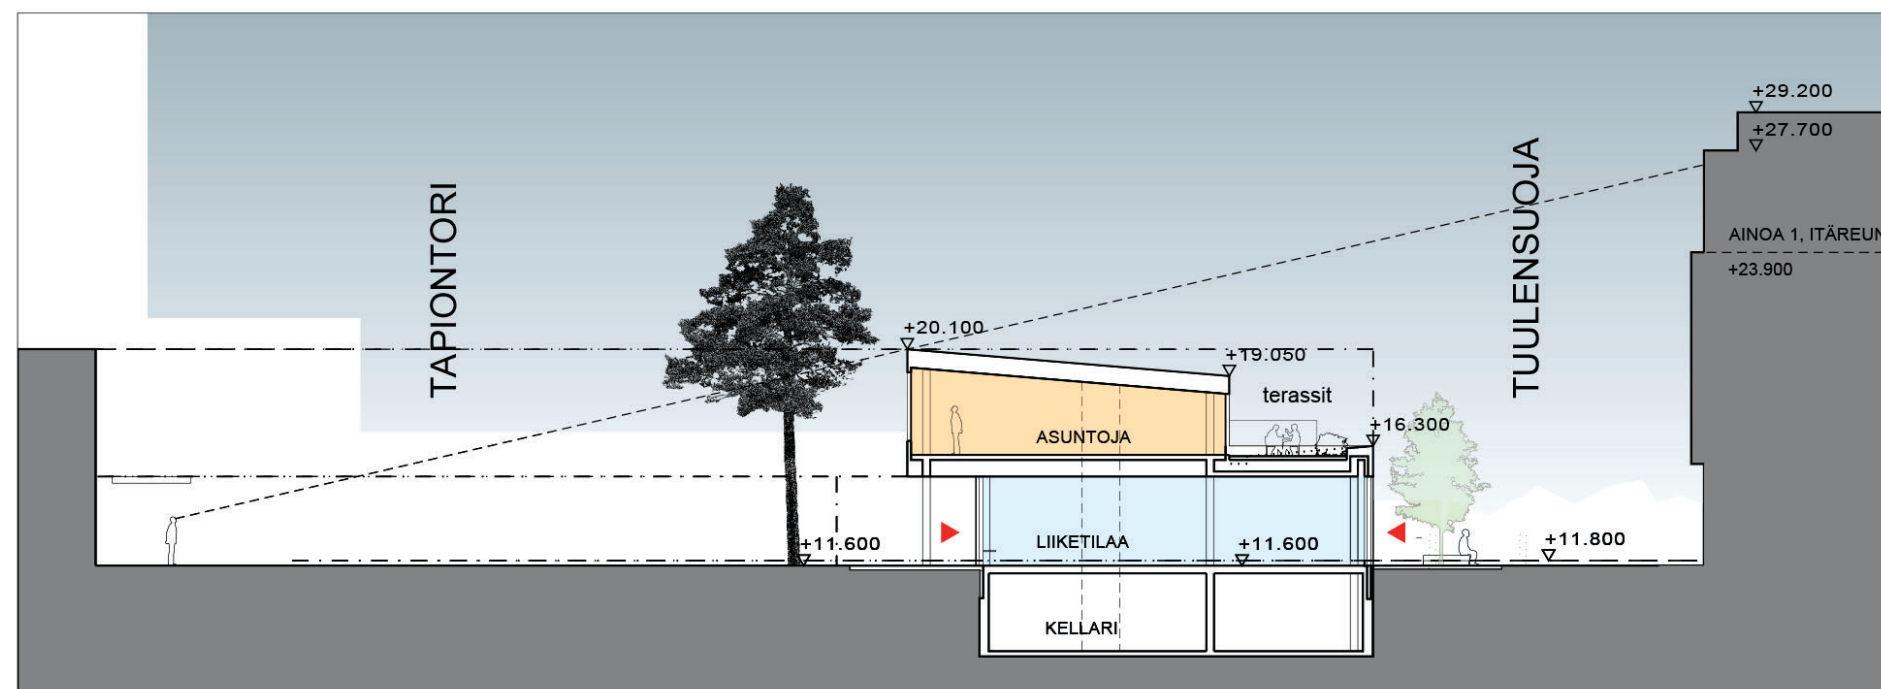 +29.200
+27.700
TAPIONTORI
TUULENSUOJA
AINOA 1, ITÄREUN
+23.900
+20.100
+19.050
terassit
+16.300
ASUNTOJA
+11.600
LIIKETILAA
+11.600
+11.800
KELLARI